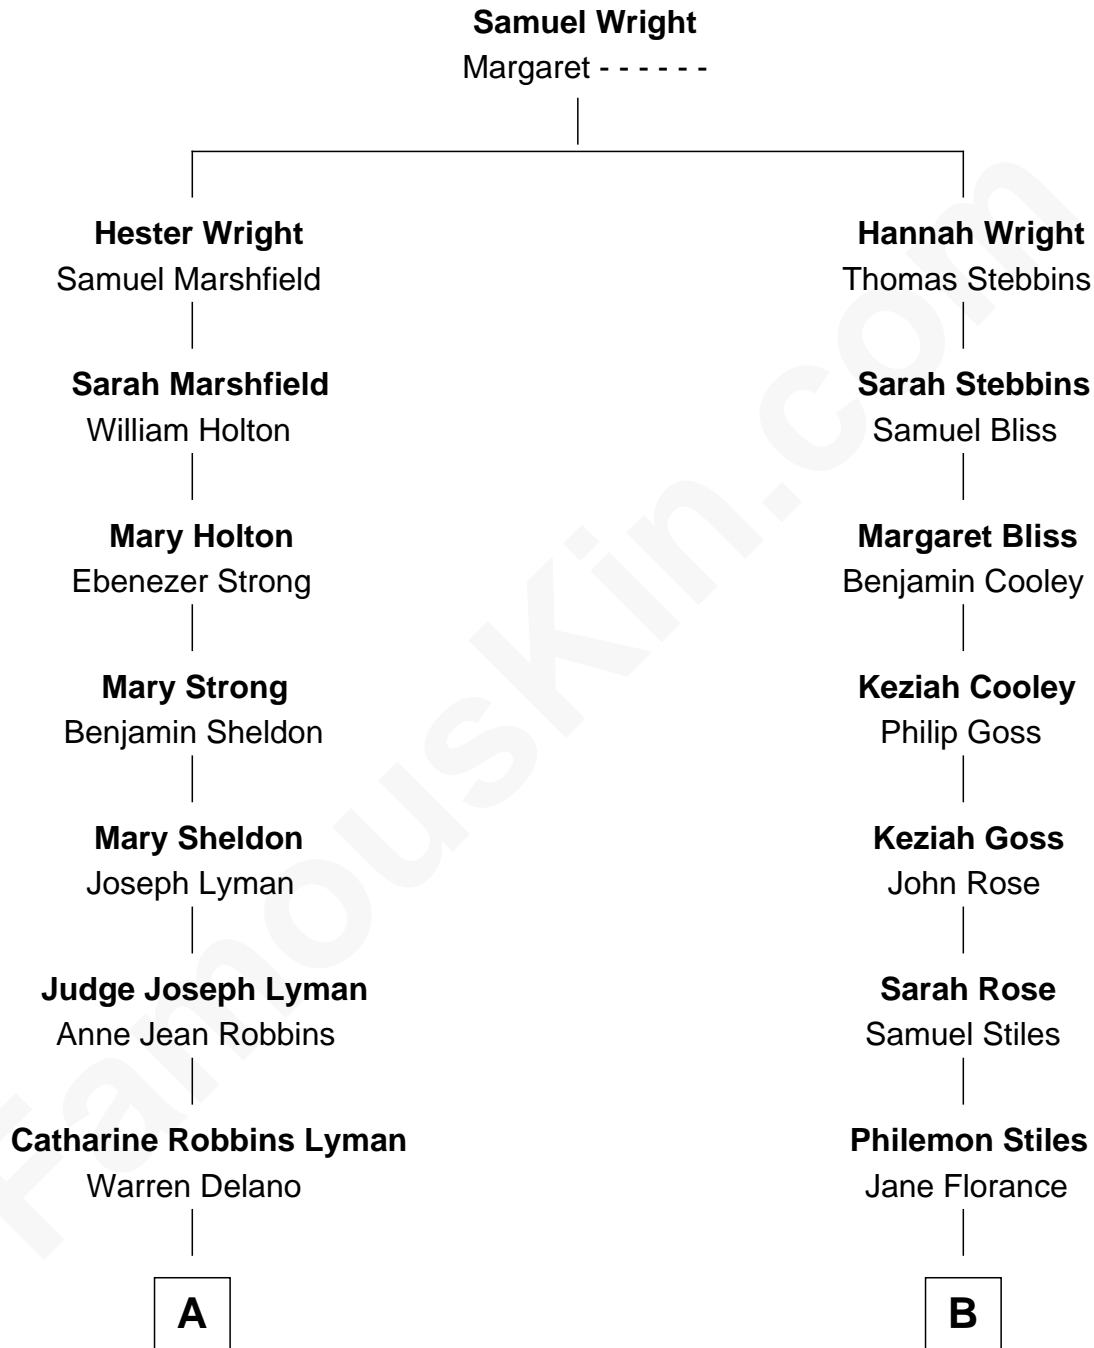 Samuel Wright
Margaret - - - - - -
Hester Wright
Samuel Marshfield
Hannah Wright
Thomas Stebbins
Sarah Marshfield
William Holton
Sarah Stebbins
Samuel Bliss
Mary Holton
Ebenezer Strong
Margaret Bliss
Benjamin Cooley
Mary Strong
Benjamin Sheldon
Keziah Cooley
Philip Goss
Mary Sheldon
Joseph Lyman
Keziah Goss
John Rose
Judge Joseph Lyman
Anne Jean Robbins
Sarah Rose
Samuel Stiles
Catharine Robbins Lyman
Warren Delano
Philemon Stiles
Jane Florance
A
B
FamousKin.com